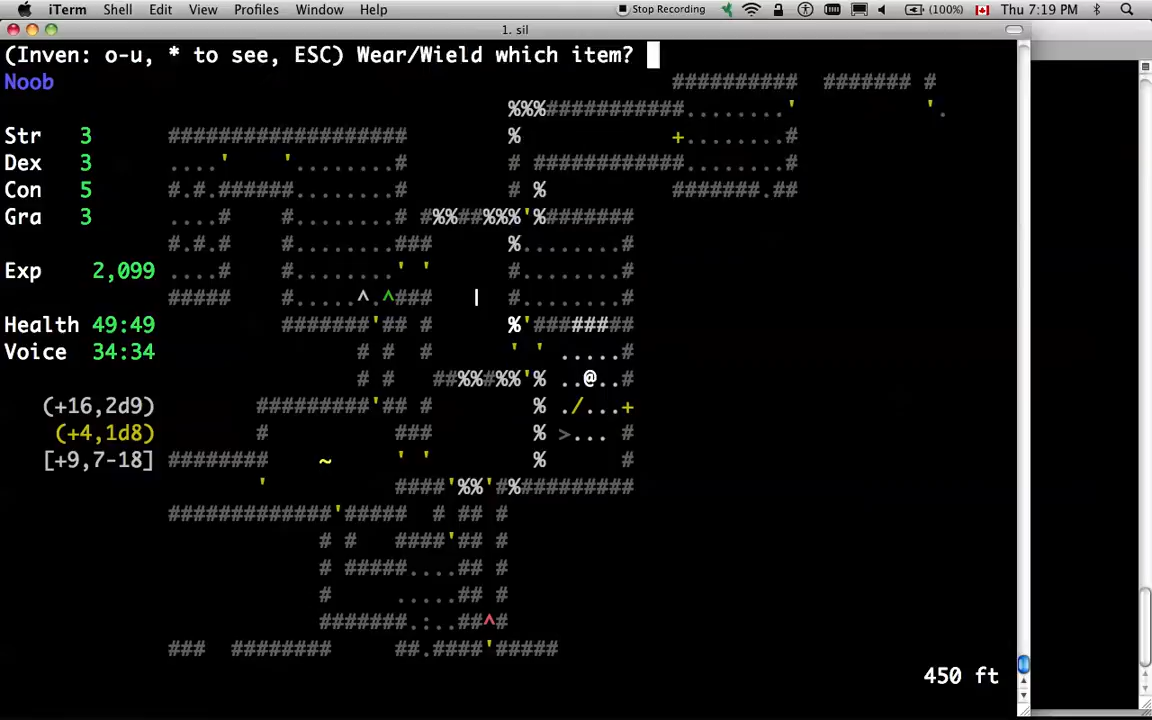 iTerm Shell Edit View Profiles Window Help Stop Recording (100%) Thu 7:19 PM
1. sil
(Inven: o-u, * to see, ESC) Wear/Wield which item?
Noob ########## ####### #
%%%###########........' '.
Str 3 ################### % +.......#
Dex 3 ....' '........# # ############.......#
Con 5 #.#.######.......# # % #######.##
Gra 3 ....# #.......# #%%##%%%'%#######
#.#.# #.......### %........#
Exp 2,099 ....# #.......' ' #........#
##### #.....^.^### | #........#
Health 49:49 #######'## # %'########
Voice 34:34 # # # ' ' .....#
# # # ##%%#%%'% ..@..#
(+16,2d9) #########'## # % ./...+
(+4,1d8) # ### % >... #
[+9,7-18] ######## ~ ' ' % #
' ####'%%'#%#########
#############'##### # ## #
# # ####'## #
# #####....## #
# .....## #
#######.:..##^#
### ######## ##.####'#####
450 ft